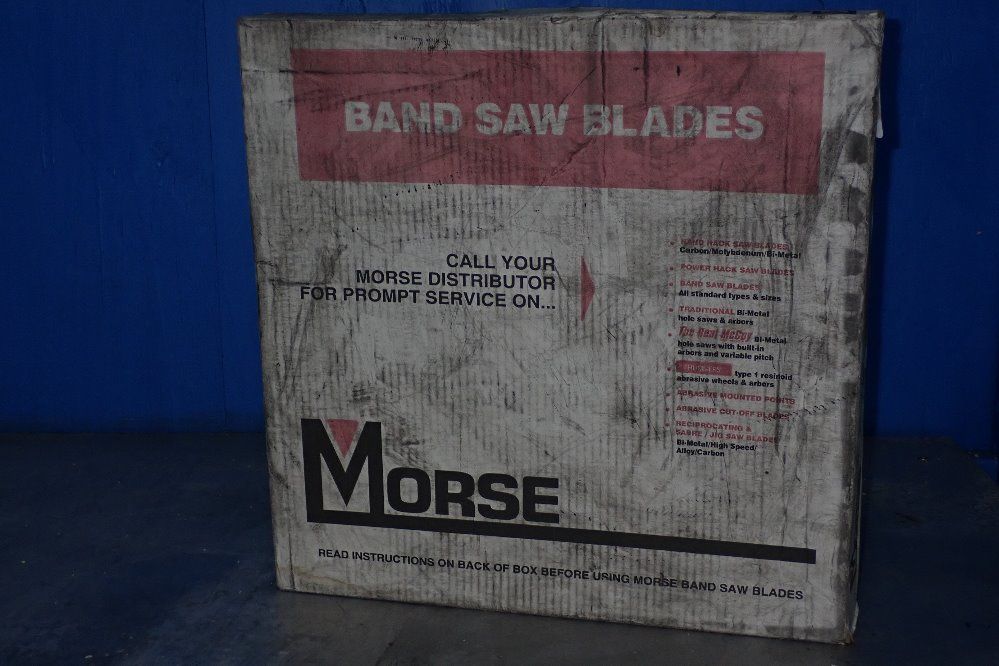 BAND SAW BLADES
CALL YOUR
MORSE DISTRIBUTOR
FOR PROMPT SERVICE ON...
• HAND HACK SAW BLADES
Carbon/Molybdenum/Bi-Metal
• POWER HACK SAW BLADES
• BAND SAW BLADES
All standard types & sizes
• TRADITIONAL Bi-Metal
hole saws & arbors
• The Real McCoy Bi-Metal
hole saws with built-in
arbors and variable pitch
• type 1 resinoid
abrasive wheels & arbors
• ABRASIVE MOUNTED POINTS
• ABRASIVE CUT-OFF BLADES
• RECIPROCATING &
SABRE / JIG SAW BLADES
Bi-Metal/High Speed/
Alloy/Carbon
MORSE
READ INSTRUCTIONS ON BACK OF BOX BEFORE USING MORSE BAND SAW BLADES